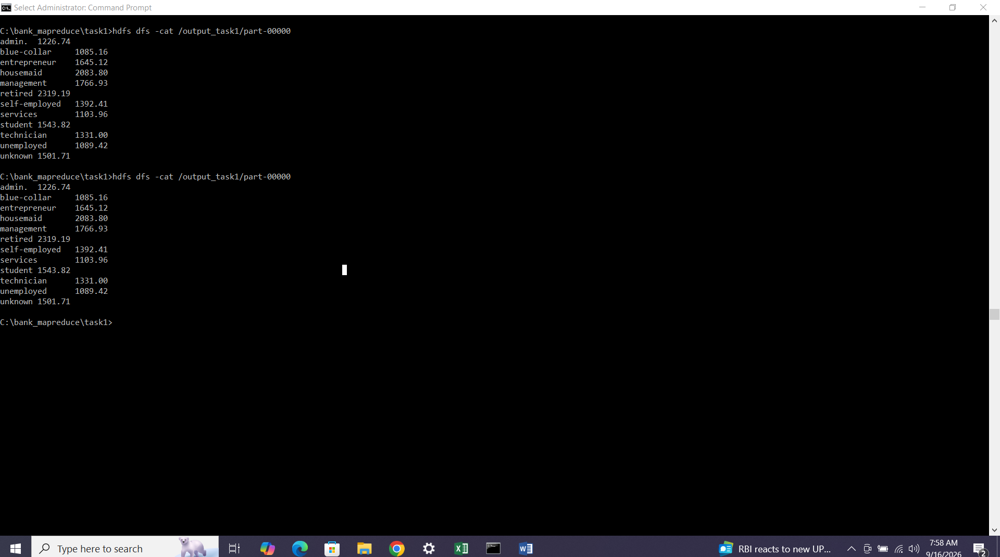 Select Administrator: Command Prompt
C:\bank_mapreduce\task1>hdfs dfs -cat /output_task1/part-00000
admin.  1226.74
blue-collar     1085.16
entrepreneur    1645.12
housemaid       2083.80
management      1766.93
retired 2319.19
self-employed   1392.41
services        1103.96
student 1543.82
technician      1331.00
unemployed      1089.42
unknown 1501.71
C:\bank_mapreduce\task1>hdfs dfs -cat /output_task1/part-00000
admin.  1226.74
blue-collar     1085.16
entrepreneur    1645.12
housemaid       2083.80
management      1766.93
retired 2319.19
self-employed   1392.41
services        1103.96
student 1543.82
technician      1331.00
unemployed      1089.42
unknown 1501.71
C:\bank_mapreduce\task1>
Type here to search
RBI reacts to new UP...
7:58 AM
9/16/2026
2